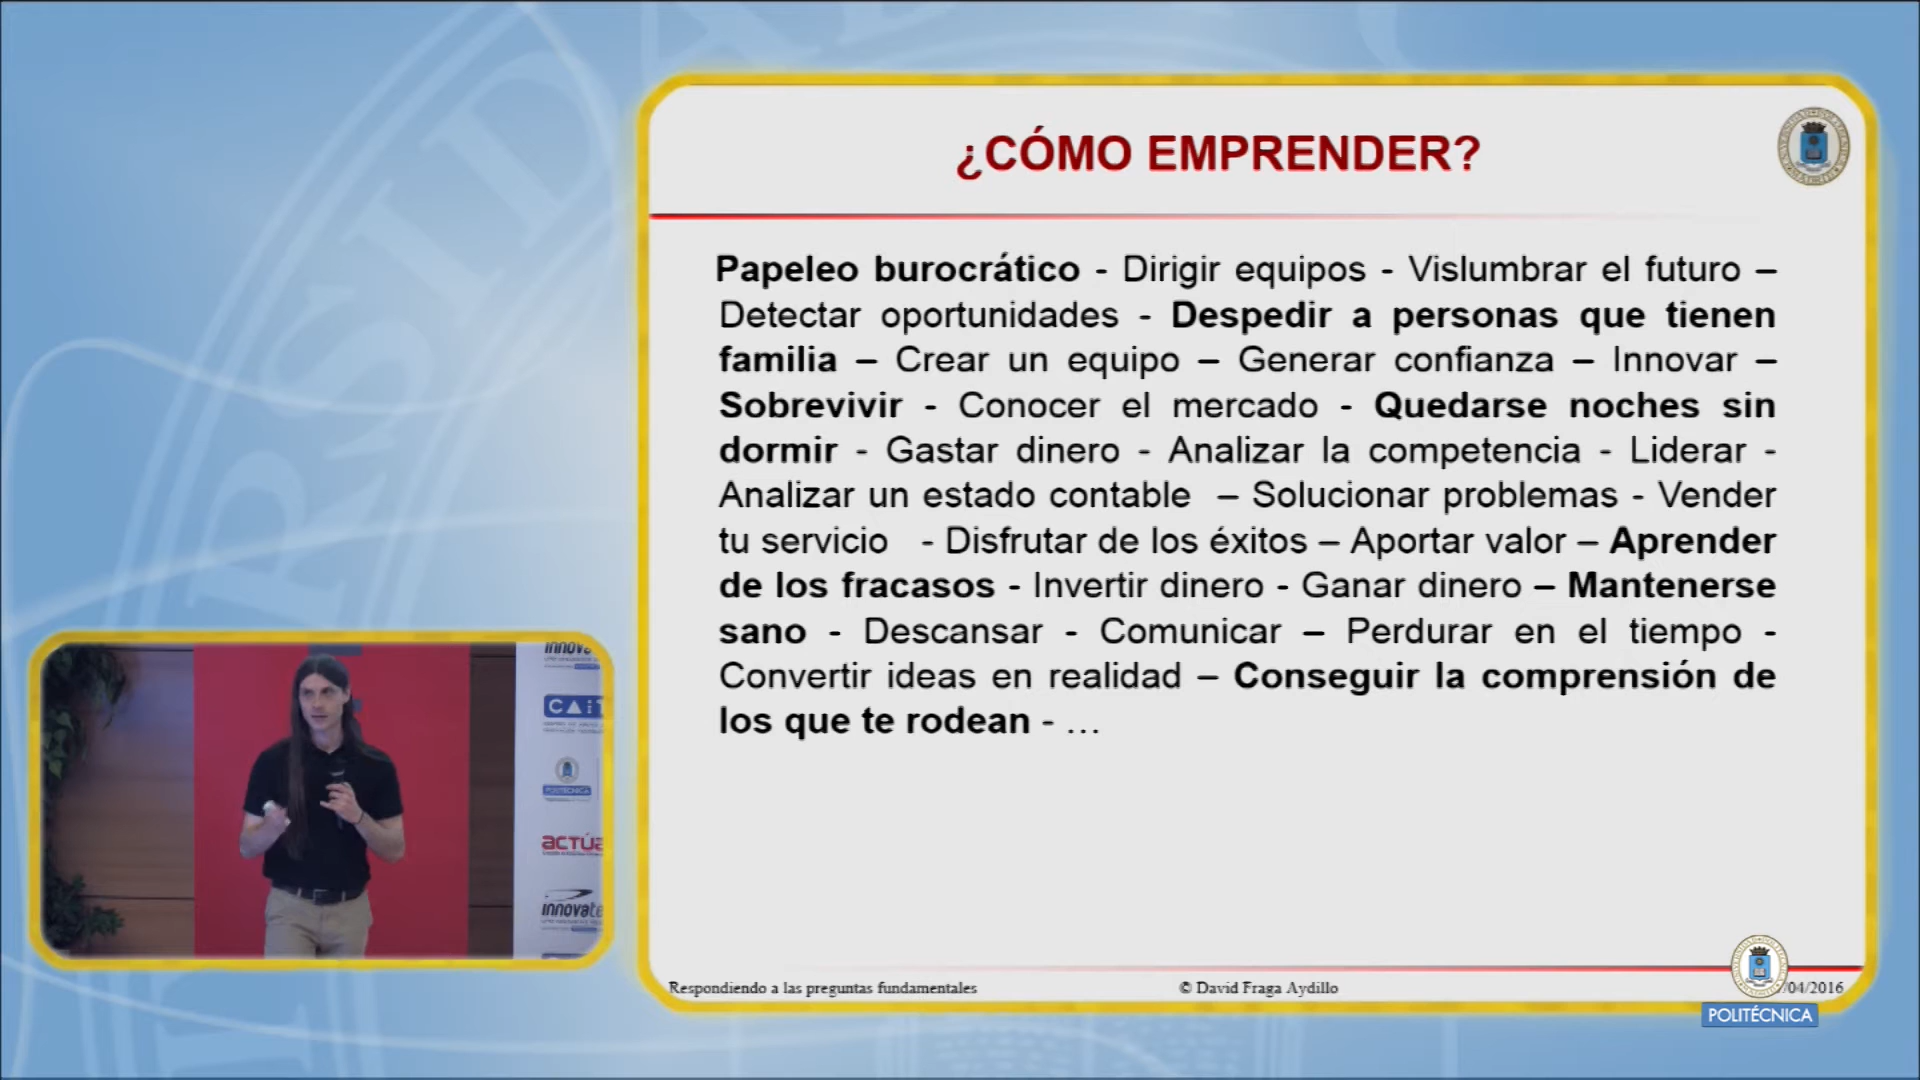 ¿CÓMO EMPRENDER?
Papeleo burocrático - Dirigir equipos - Vislumbrar el futuro –
Detectar oportunidades - Despedir a personas que tienen
familia – Crear un equipo – Generar confianza – Innovar –
Sobrevivir - Conocer el mercado - Quedarse noches sin
dormir - Gastar dinero - Analizar la competencia - Liderar -
Analizar un estado contable – Solucionar problemas - Vender
tu servicio - Disfrutar de los éxitos – Aportar valor – Aprender
de los fracasos - Invertir dinero - Ganar dinero – Mantenerse
sano - Descansar - Comunicar – Perdurar en el tiempo -
Convertir ideas en realidad – Conseguir la comprensión de
los que te rodean - …
Respondiendo a las preguntas fundamentales
© David Fraga Aydillo
/04/2016
POLITÉCNICA
POLITÉCNICA